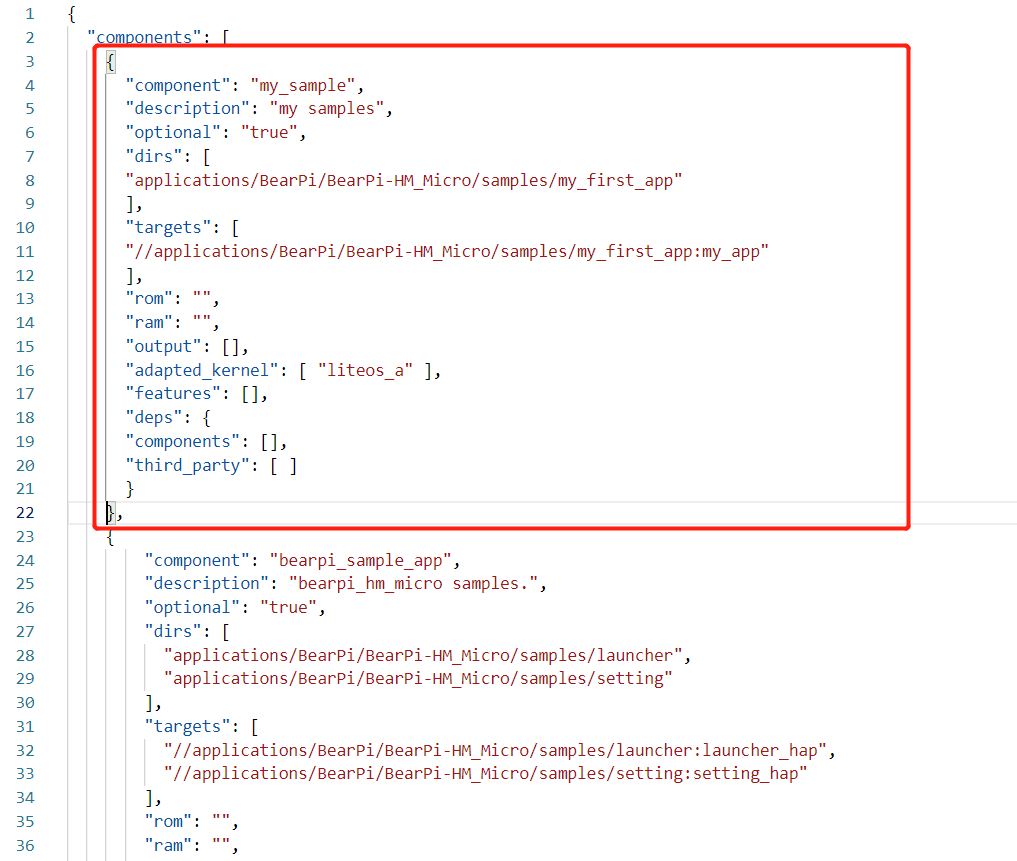 1 {
2 "components": [
3 {
4 "component": "my_sample",
5 "description": "my samples",
6 "optional": "true",
7 "dirs": [
8 "applications/BearPi/BearPi-HM_Micro/samples/my_first_app"
9 ],
10 "targets": [
11 "//applications/BearPi/BearPi-HM_Micro/samples/my_first_app:my_app"
12 ],
13 "rom": "",
14 "ram": "",
15 "output": [],
16 "adapted_kernel": [ "liteos_a" ],
17 "features": [],
18 "deps": {
19 "components": [],
20 "third_party": [ ]
21 }
22 },
23 {
24 "component": "bearpi_sample_app",
25 "description": "bearpi_hm_micro samples.",
26 "optional": "true",
27 "dirs": [
28 "applications/BearPi/BearPi-HM_Micro/samples/launcher",
29 "applications/BearPi/BearPi-HM_Micro/samples/setting"
30 ],
31 "targets": [
32 "//applications/BearPi/BearPi-HM_Micro/samples/launcher:launcher_hap",
33 "//applications/BearPi/BearPi-HM_Micro/samples/setting:setting_hap"
34 ],
35 "rom": "",
36 "ram": "",